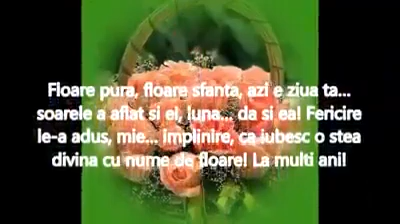 Floare pura, floare sfanta, azi e ziua ta...
soarele a aflat si el, luna... da si ea! Fericire
le-a adus, mie... implinire, ca iubesc o stea
divina cu nume de floare! La multi ani!